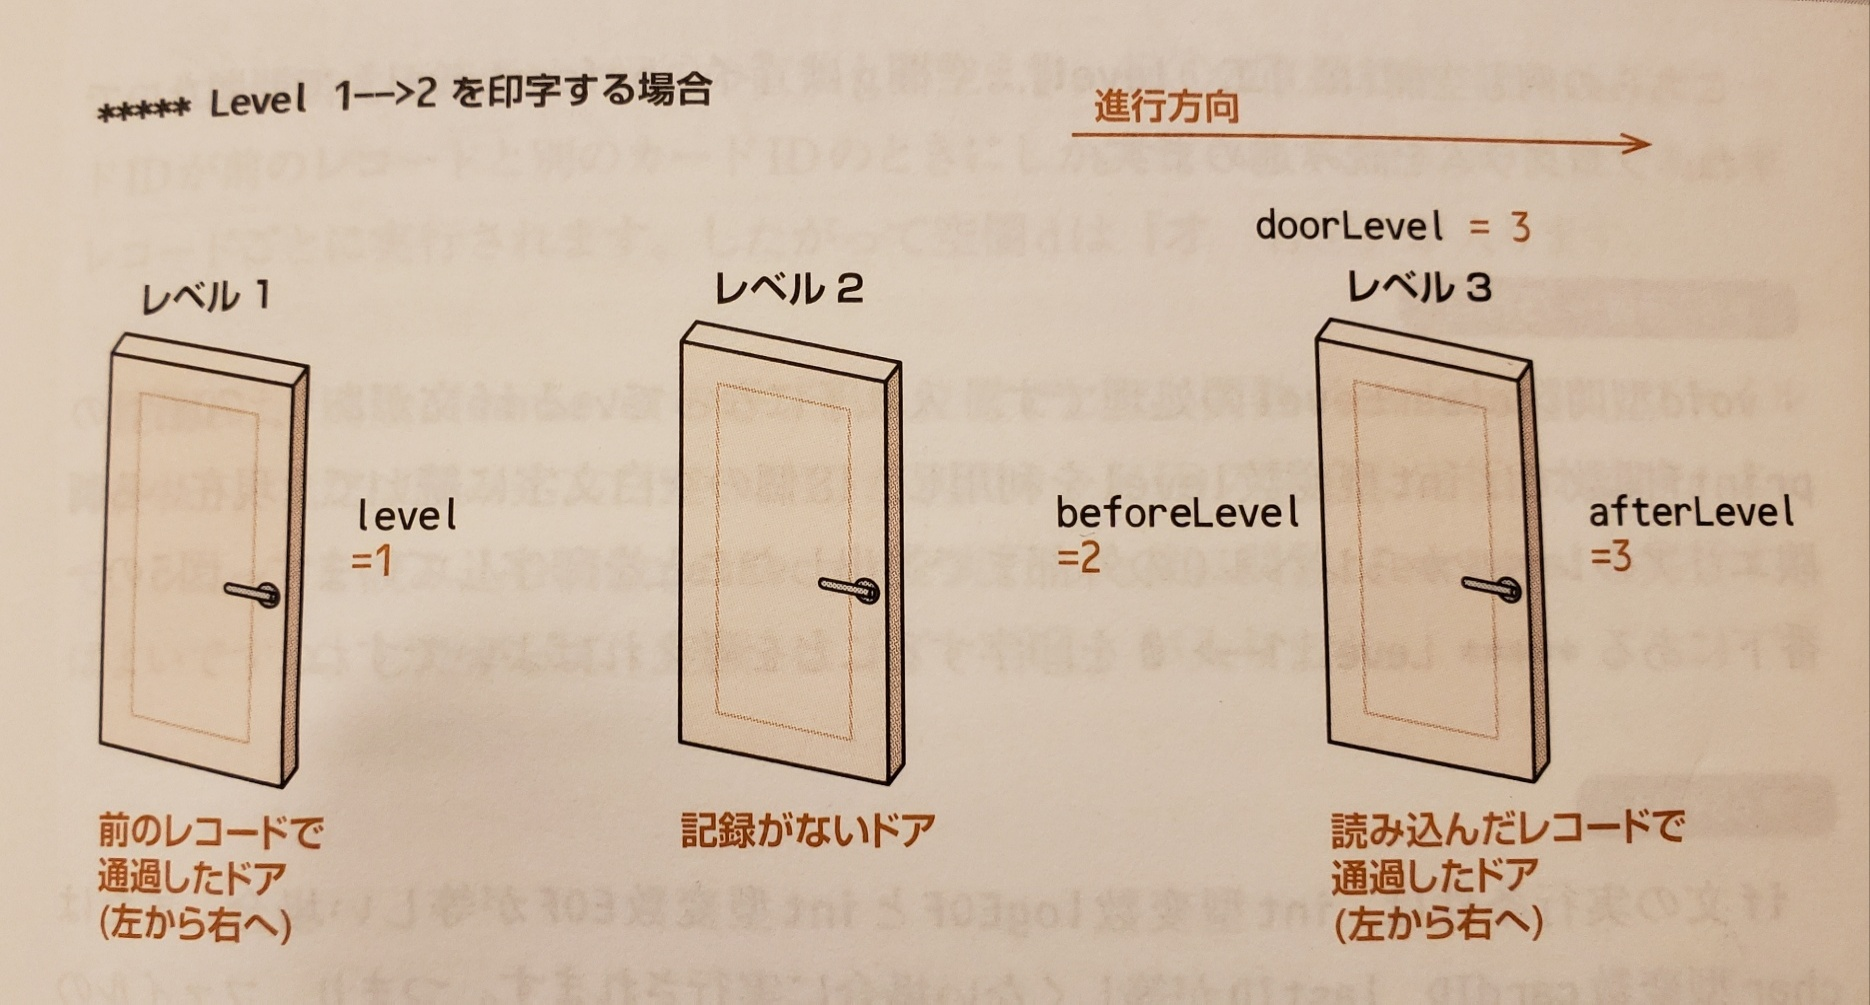 ***** Level 1-->2 を印字する場合
進行方向
doorLevel = 3
レベル 1
レベル 2
レベル 3
level
=1
beforeLevel
=2
afterLevel
=3
前のレコードで
通過したドア
(左から右へ)
記録がないドア
読み込んだレコードで
通過したドア
(左から右へ)